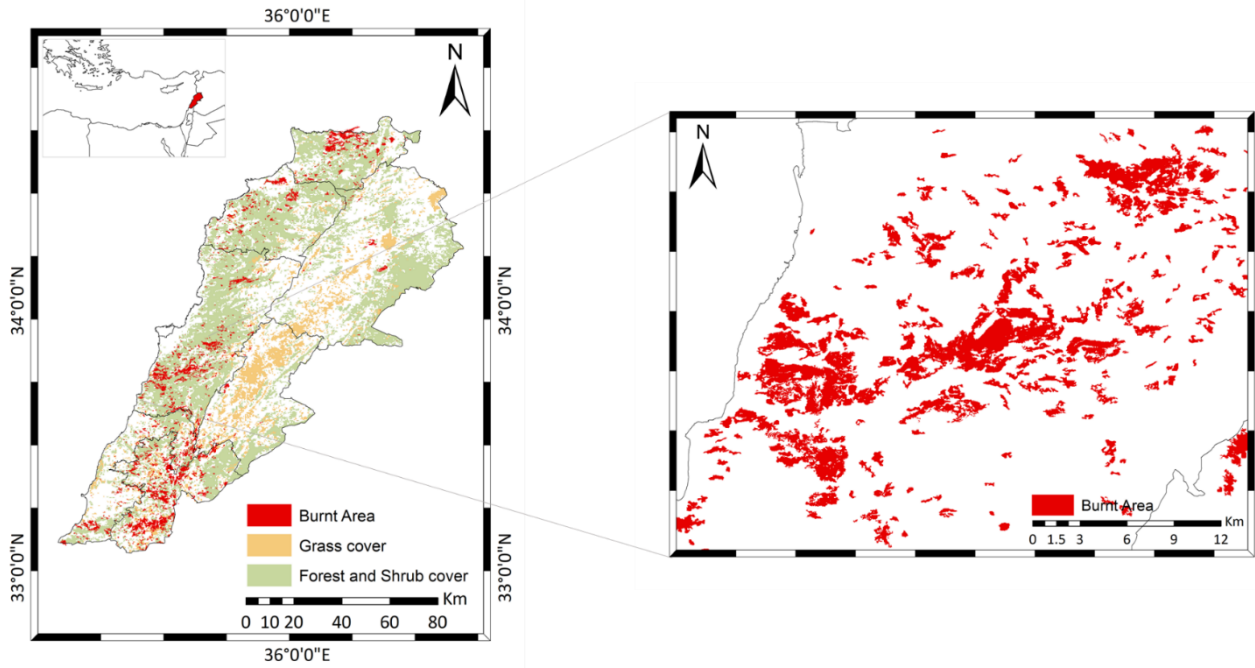 36°0'0"E
N
34°0'0"N
34°0'0"N
33°0'0"N
33°0'0"N
Burnt Area
Grass cover
Forest and Shrub cover
Km
0 10 20 40 60 80
36°0'0"E
N
Burnt Area
Km
0 1.5 3 6 9 12